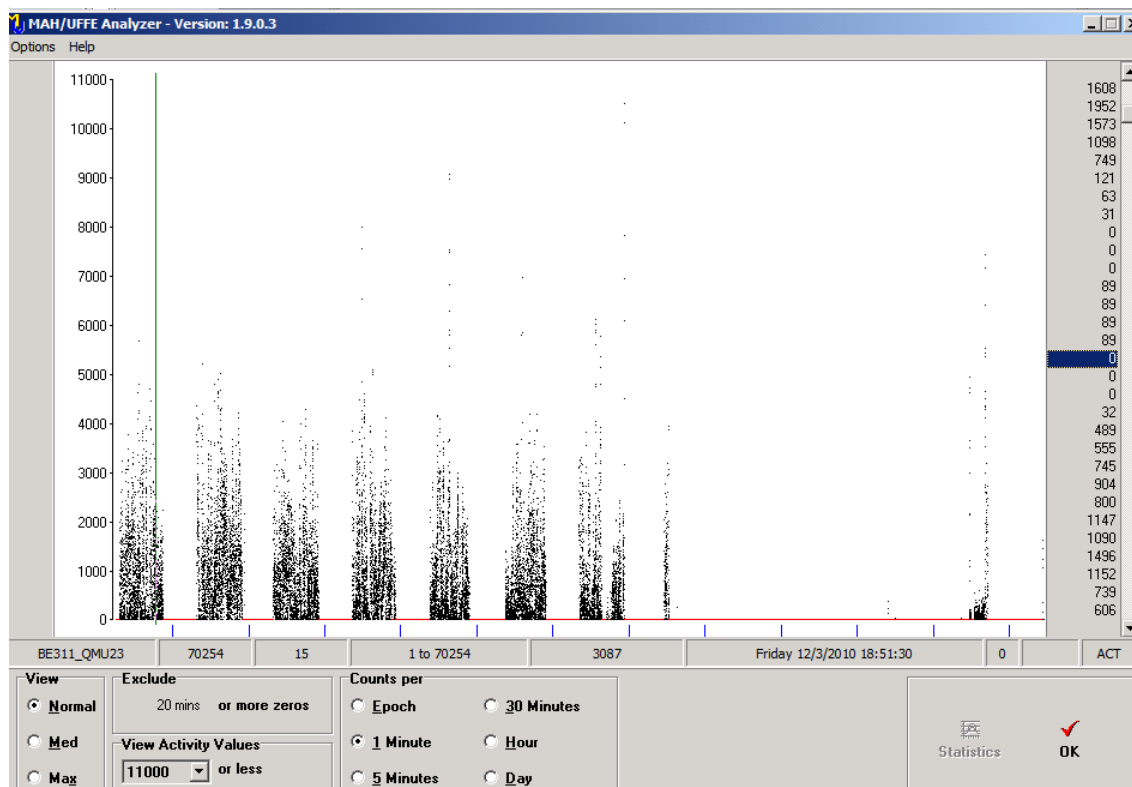 MAH/UFFE Analyzer - Version: 1.9.0.3
Options Help
11000
10000
9000
8000
7000
6000
5000
4000
3000
2000
1000
0
1608
1952
1573
1098
749
121
63
31
0
0
0
89
89
89
89
0
0
0
32
489
555
745
904
800
1147
1090
1496
1152
739
606
BE311_QMU23 70254 15 1 to 70254 3087 Friday 12/3/2010 18:51:30 0 ACT
View
Normal
Med
Max
Exclude
20 mins or more zeros
View Activity Values
11000 or less
Counts per
Epoch 30 Minutes
1 Minute Hour
5 Minutes Day
Statistics OK